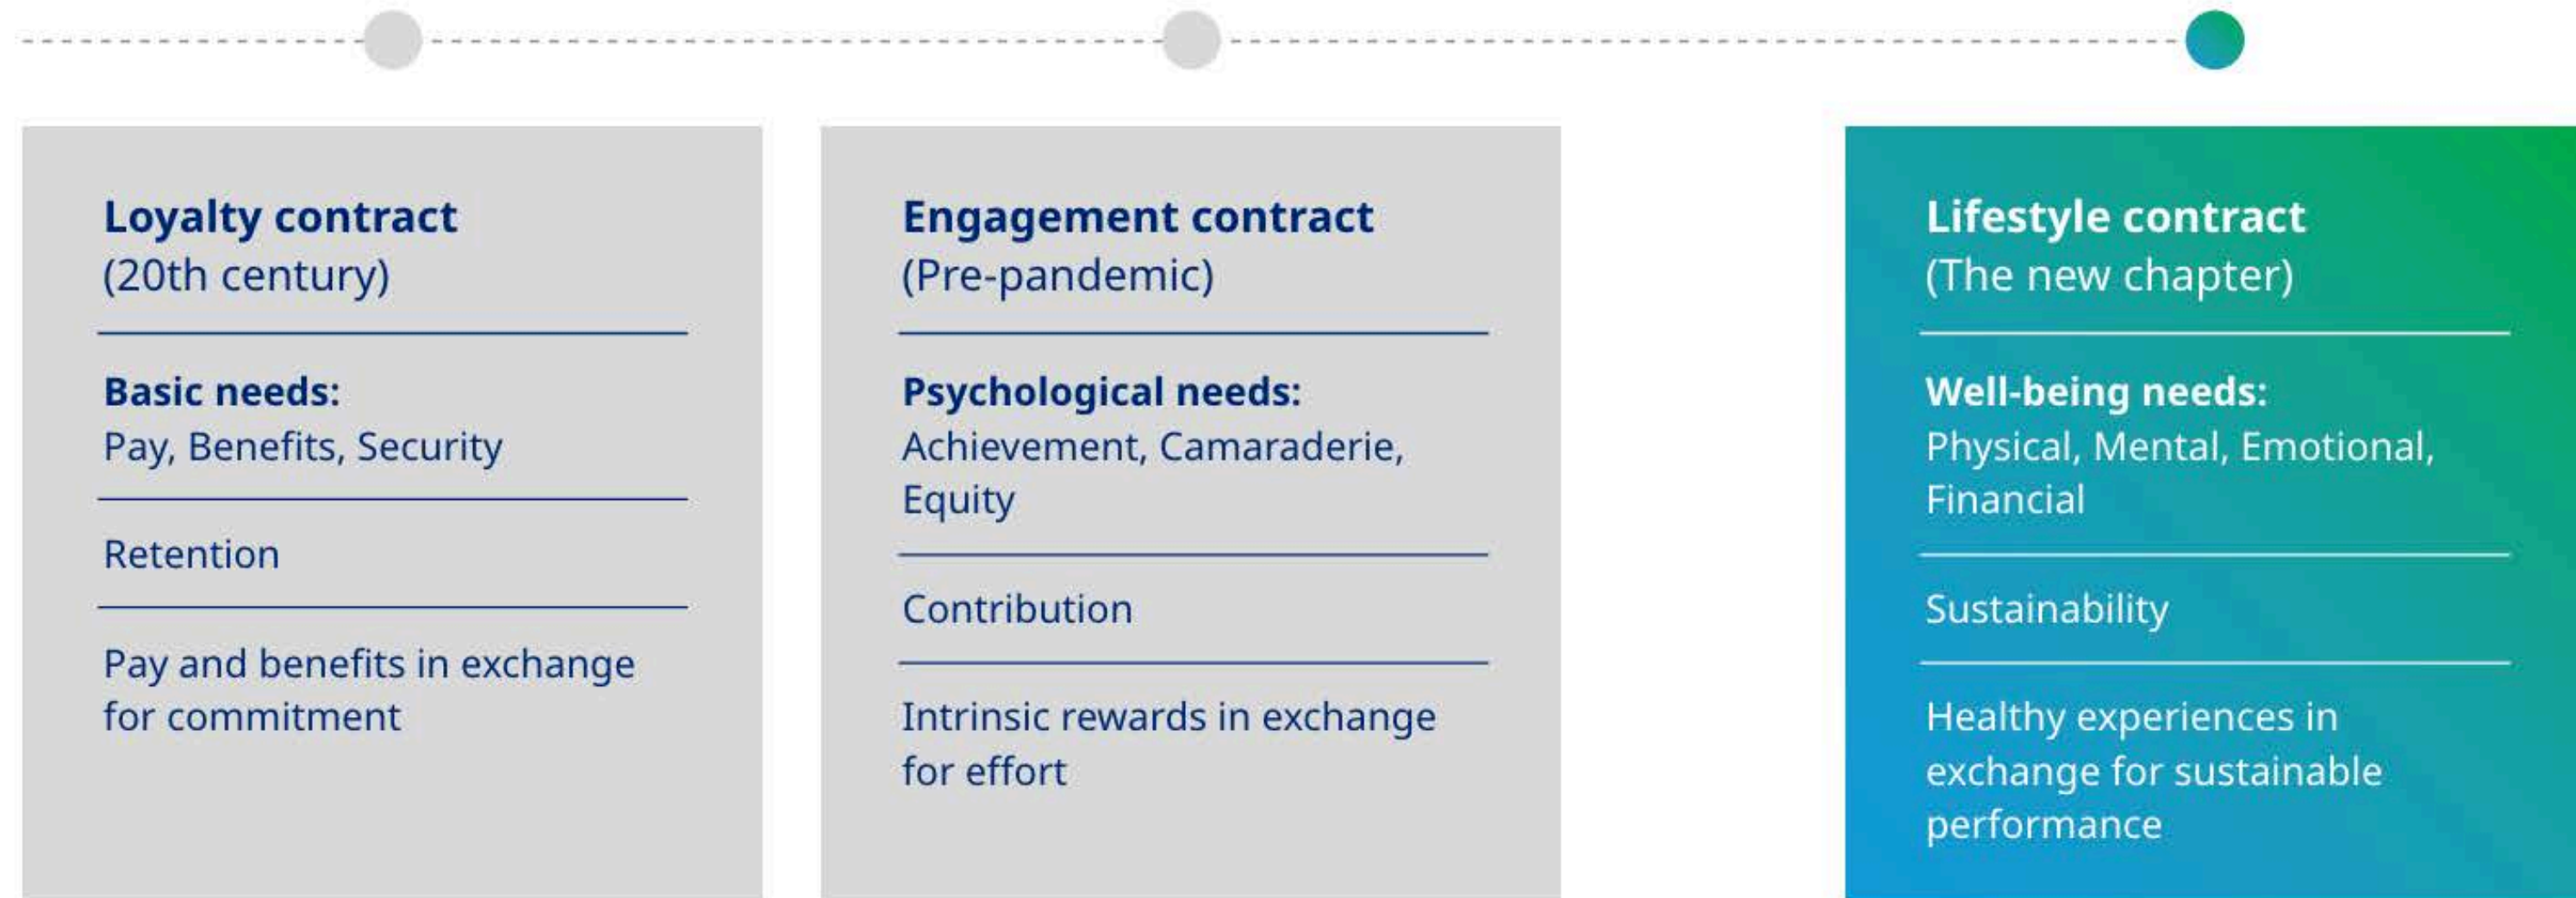 Loyalty contract
(20th century)
Basic needs:
Pay, Benefits, Security
Retention
Pay and benefits in exchange
for commitment
Engagement contract
(Pre-pandemic)
Psychological needs:
Achievement, Camaraderie,
Equity
Contribution
Intrinsic rewards in exchange
for effort
Lifestyle contract
(The new chapter)
Well-being needs:
Physical, Mental, Emotional,
Financial
Sustainability
Healthy experiences in
exchange for sustainable
performance